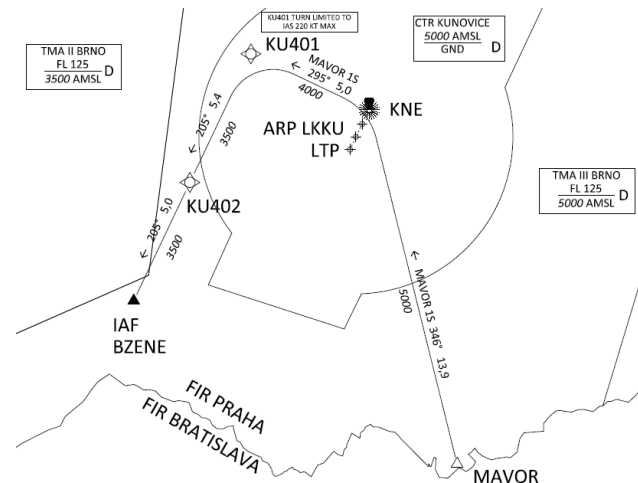 KU401 TURN LIMITED TO
IAS 220 KT MAX
TMA II BRNO
FL 125
3500 AMSL
D
KU401
CTR KUNOVICE
5000 AMSL
GND
D
MAVOR 1S
← 295° 5,0
4000
KNE
ARP LKKU
LTP
← 205° 5,4
3500
TMA III BRNO
FL 125
5000 AMSL
D
KU402
← 205° 5,0
3500
← MAVOR 1S 346° 13,9
5000
IAF
BZENE
FIR PRAHA
FIR BRATISLAVA
MAVOR